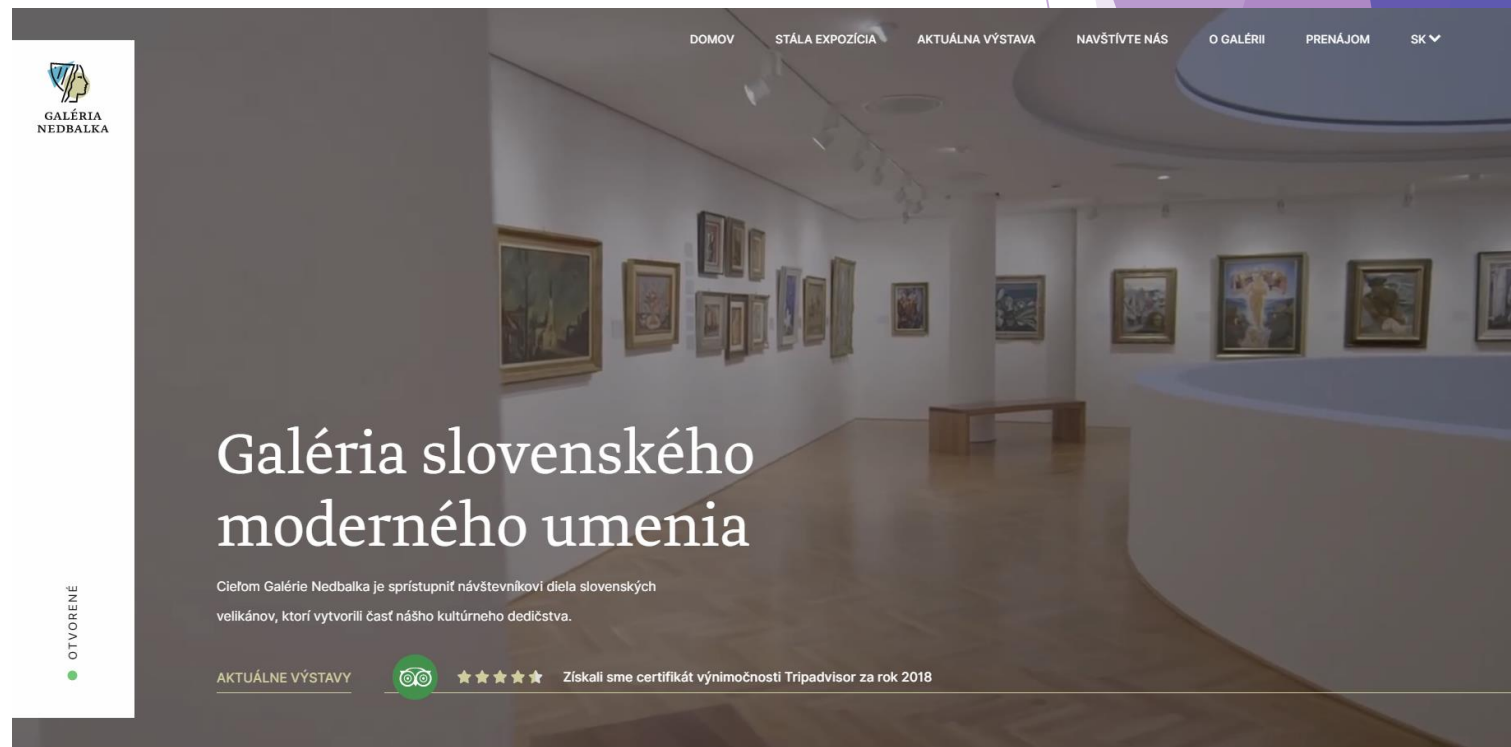 DOMOV STÁLA EXPOZÍCIA AKTUÁLNA VÝSTAVA NAVŠTÍVTE NÁS O GALÉRII PRENÁJOM SK
GALÉRIA
NEDBALKA
Galéria slovenského
moderného umenia
Cieľom Galérie Nedbalka je sprístupniť návštevníkovi diela slovenských
velikánov, ktorí vytvorili časť nášho kultúrneho dedičstva.
OTVORENÉ
AKTUÁLNE VÝSTAVY Získali sme certifikát výnimočnosti Tripadvisor za rok 2018